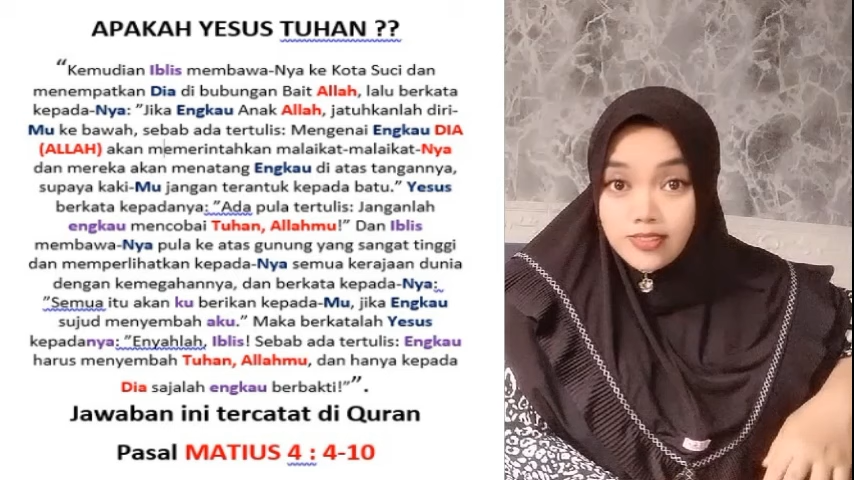 APAKAH YESUS TUHAN ??
“Kemudian Iblis membawa-Nya ke Kota Suci dan
menempatkan Dia di bubungan Bait Allah, lalu berkata
kepada-Nya: ”Jika Engkau Anak Allah, jatuhkanlah diri-
Mu ke bawah, sebab ada tertulis: Mengenai Engkau DIA
(ALLAH) akan memerintahkan malaikat-malaikat-Nya
dan mereka akan menatang Engkau di atas tangannya,
supaya kaki-Mu jangan terantuk kepada batu.” Yesus
berkata kepadanya: ”Ada pula tertulis: Janganlah
engkau mencobai Tuhan, Allahmu!” Dan Iblis
membawa-Nya pula ke atas gunung yang sangat tinggi
dan memperlihatkan kepada-Nya semua kerajaan dunia
dengan kemegahannya, dan berkata kepada-Nya:
”Semua itu akan ku berikan kepada-Mu, jika Engkau
sujud menyembah aku.” Maka berkatalah Yesus
kepadanya: ”Enyahlah, Iblis! Sebab ada tertulis: Engkau
harus menyembah Tuhan, Allahmu, dan hanya kepada
Dia sajalah engkau berbakti!””.
Jawaban ini tercatat di Quran
Pasal MATIUS 4 : 4-10